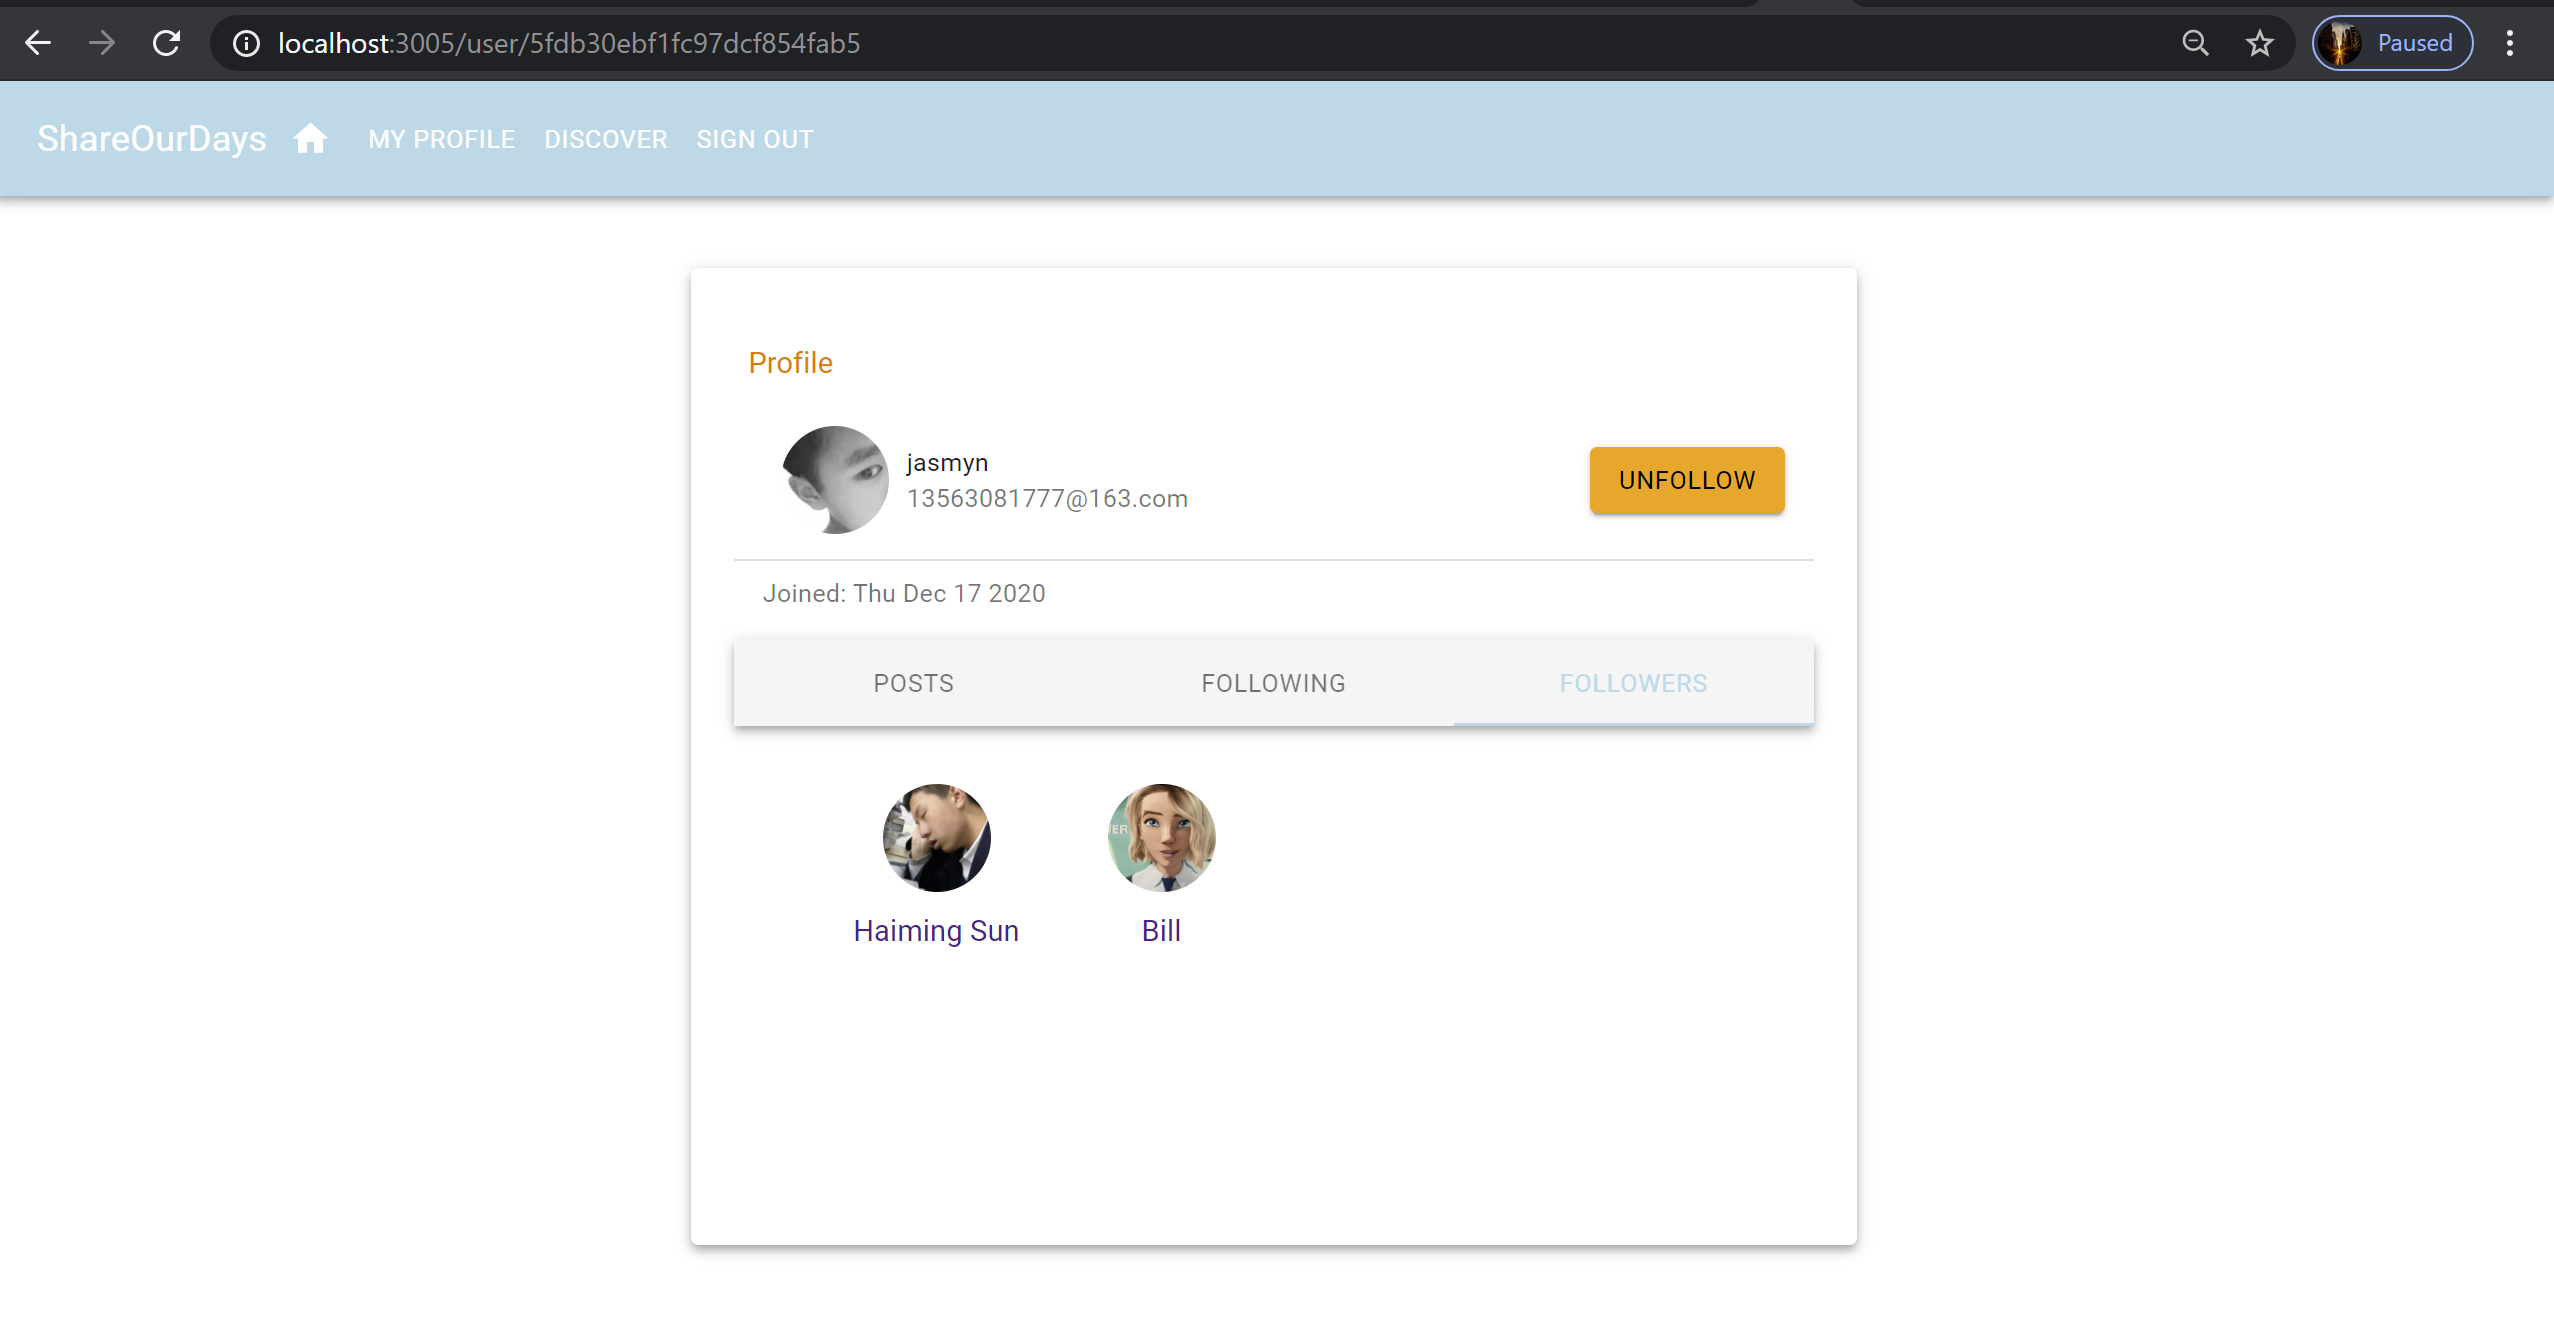 localhost:3005/user/5fdb30ebf1fc97dcf854fab5
Paused
ShareOurDays MY PROFILE DISCOVER SIGN OUT
Profile
jasmyn
13563081777@163.com
UNFOLLOW
Joined: Thu Dec 17 2020
POSTS FOLLOWING FOLLOWERS
Haiming Sun Bill